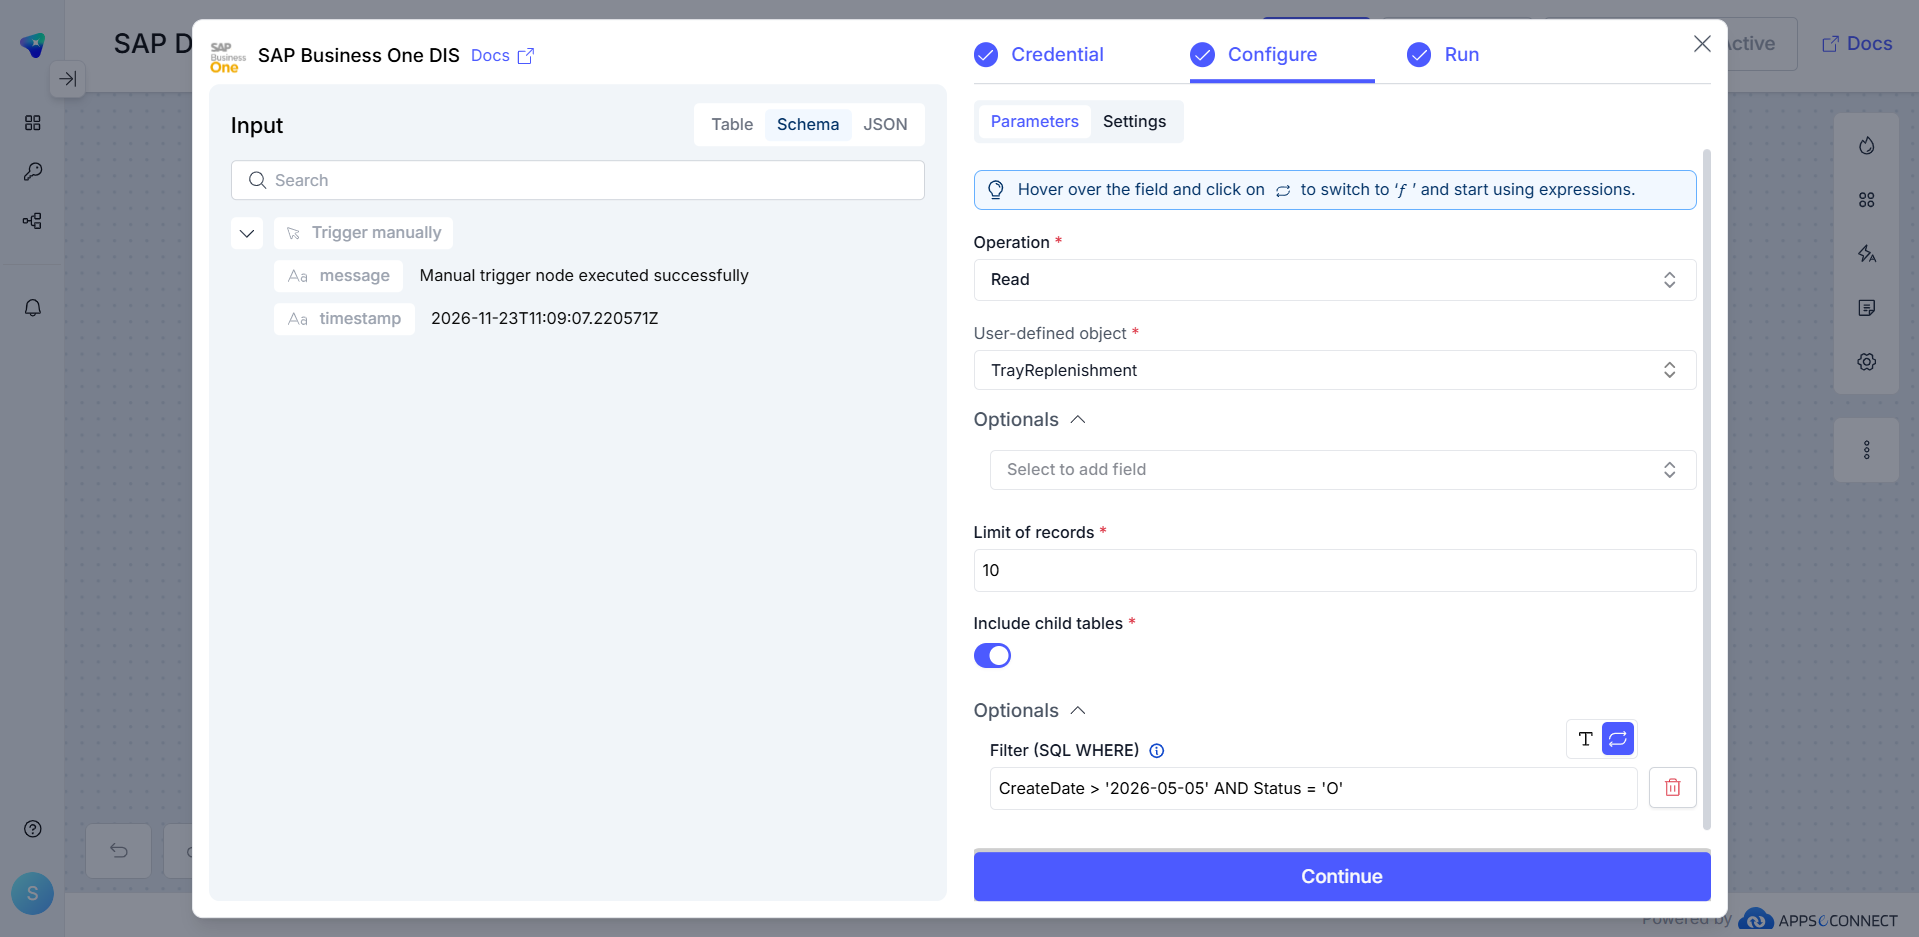 SAP D
ctive
Docs
SAP
Business
One
SAP Business One DIS
Docs
Credential
Configure
Run
Input
Table
Schema
JSON
Parameters
Settings
Search
Hover over the field and click on to switch to ‘ƒ ’ and start using expressions.
Trigger manually
Aa message
Manual trigger node executed successfully
Aa timestamp
2026-11-23T11:09:07.220571Z
Operation *
Read
User-defined object *
TrayReplenishment
Optionals
Select to add field
Limit of records *
10
Include child tables *
Optionals
Filter (SQL WHERE)
T
CreateDate > '2026-05-05' AND Status = 'O'
Continue
S
Powered by
APPSeCONNECT